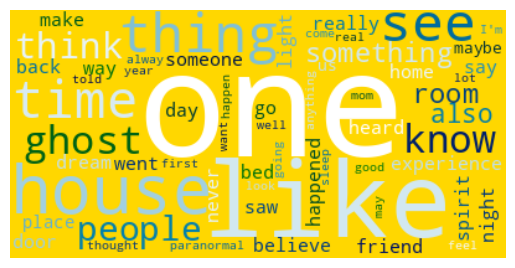 make
really
see
thing
light
come
real
I'm
think
something
maybe
back
way
alway
year
someone
us
home
say
told
time
one
day
go
want
happen
well
anything
mom
room
lot
also
ghost
heard
know
dream
went
first
bed
going
sleep
good
experience
house
like
never
saw
look
happened
may
spirit
night
place
people
door
thought
paranormal
believe
friend
feel